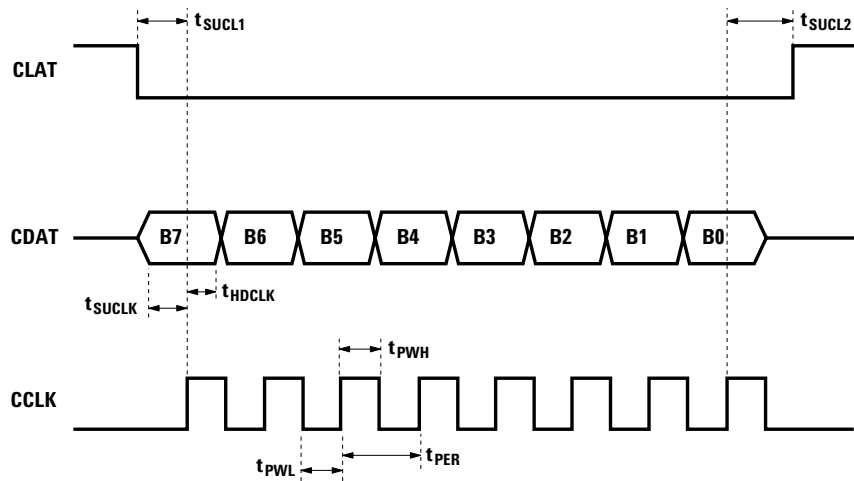 tSUCL1
tSUCL2
CLAT
CDAT
B7 B6 B5 B4 B3 B2 B1 B0
tSUCLK
tHDCLK
tPWH
CCLK
tPWL
tPER